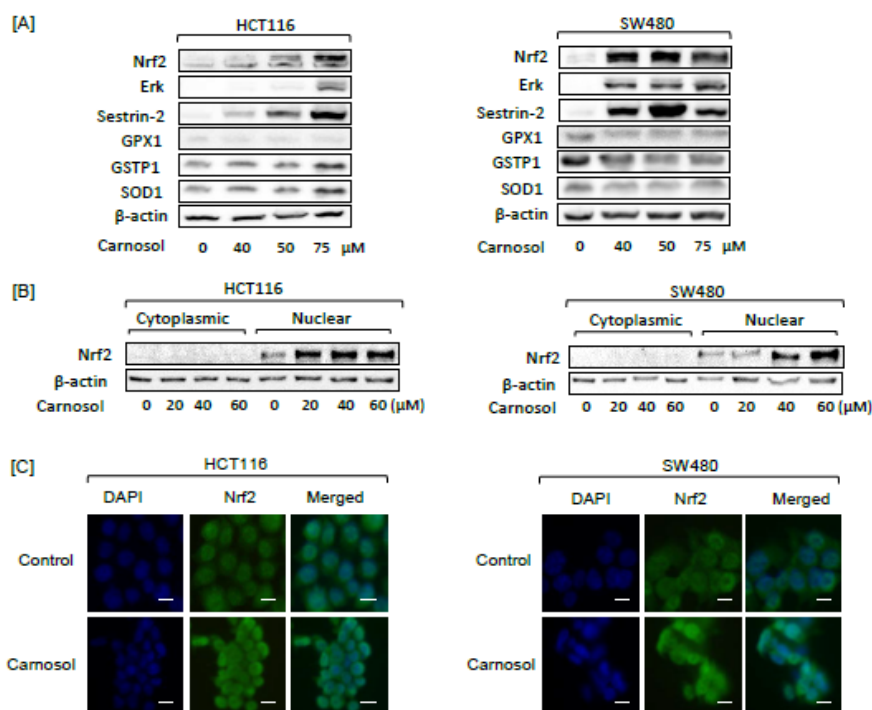 [A]
HCT116
SW480
Nrf2
Nrf2
Erk
Erk
Sestrin-2
Sestrin-2
GPX1
GPX1
GSTP1
GSTP1
SOD1
SOD1
β-actin
β-actin
Carnosol 0 40 50 75 μM
Carnosol 0 40 50 75 μM
[B]
HCT116
SW480
Cytoplasmic Nuclear
Cytoplasmic Nuclear
Nrf2
Nrf2
β-actin
β-actin
Carnosol 0 20 40 60 0 20 40 60 (μM)
Carnosol 0 20 40 60 0 20 40 60 (μM)
[C]
HCT116
SW480
DAPI Nrf2 Merged
DAPI Nrf2 Merged
Control
Control
Carnosol
Carnosol